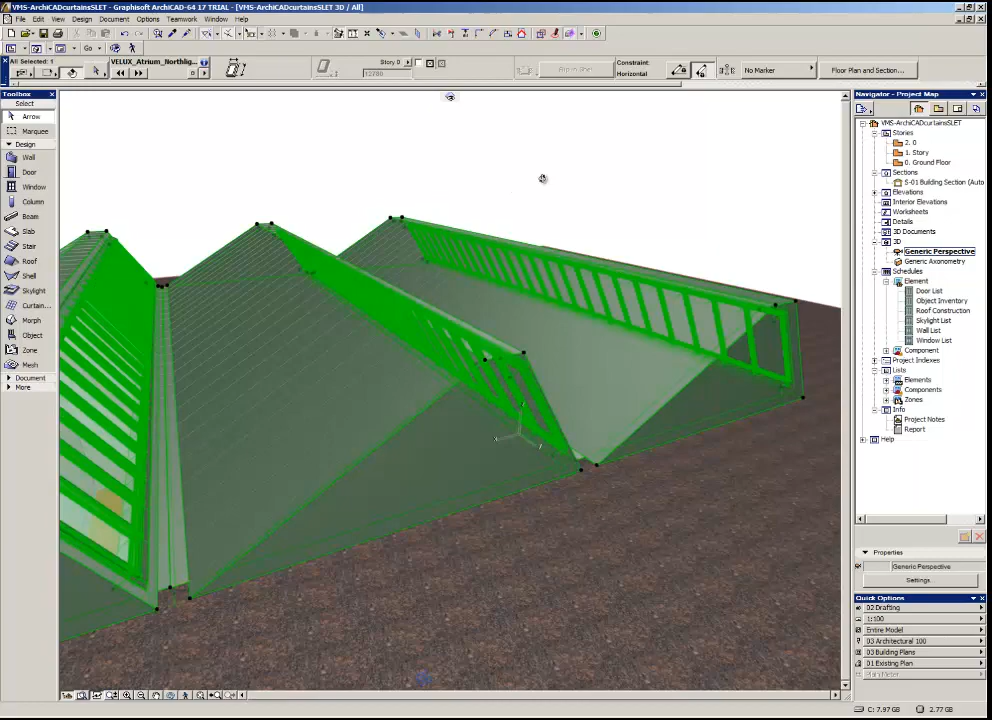 VMS-ArchiCADcurtainsSLET - Graphisoft ArchiCAD-64 17 TRIAL - [VMS-ArchiCADcurtainsSLET 3D / All]
File Edit View Design Document Options Teamwork Window Help
Go
All Selected: 1
VELUX_Atrium_Northlig...
0
Story 0
12780
Constraint:
Horizontal
No Marker
Floor Plan and Section...
Toolbox
Select
Arrow
Marquee
Design
Wall
Door
Window
Column
Beam
Slab
Stair
Roof
Shell
Skylight
Curtain...
Morph
Object
Zone
Mesh
Document
More
Navigator - Project Map
VMS-ArchiCADcurtainsSLET
Stories
2. 0
1. Story
0. Ground Floor
Sections
S-01 Building Section (Auto
Elevations
Interior Elevations
Worksheets
Details
3D Documents
3D
Generic Perspective
Generic Axonometry
Schedules
Element
Door List
Object Inventory
Roof Construction
Skylight List
Wall List
Window List
Component
Project Indexes
Lists
Elements
Components
Zones
Info
Project Notes
Report
Help
Properties
Generic Perspective
Settings...
Quick Options
02 Drafting
1:100
Entire Model
03 Architectural 100
03 Building Plans
01 Existing Plan
Plain Meter
C: 7.97 GB 2.77 GB